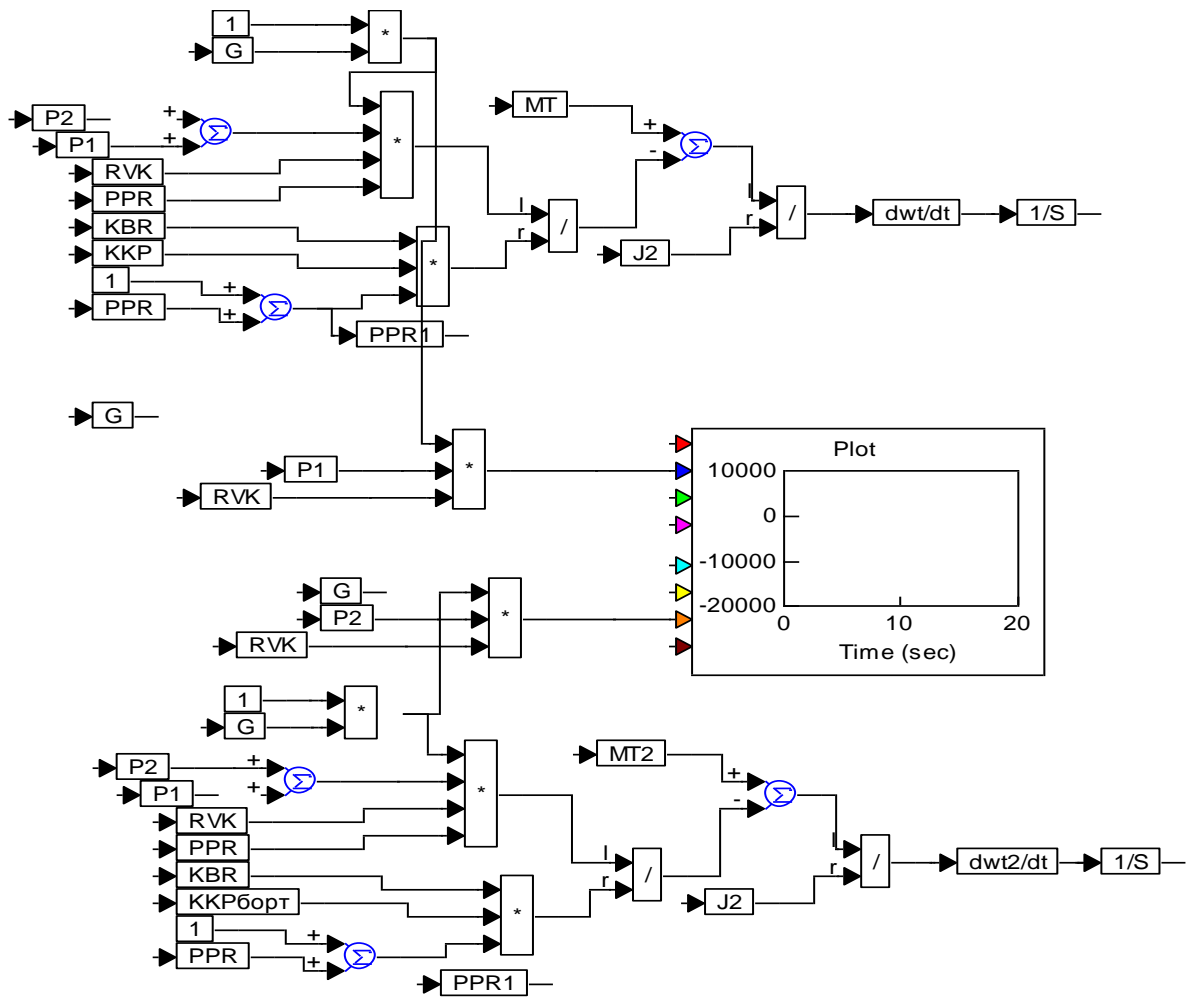 1
*
G
P2
+
Σ
MT
*
P1
+
+
Σ
RVK
-
PPR
l
l
/
dwt/dt
1/S
KBR
/
r
KKP
*
r
J2
1
+
PPR
+
Σ
PPR1
G
Plot
P1
*
10000
RVK
0
-10000
G
-20000
P2
*
0
10
20
RVK
Time (sec)
1
*
G
P2
+
Σ
MT2
P1
+
*
+
Σ
RVK
-
PPR
l
l
/
dwt2/dt
1/S
KBR
/
r
ККРборт
*
r
J2
1
+
PPR
+
Σ
PPR1